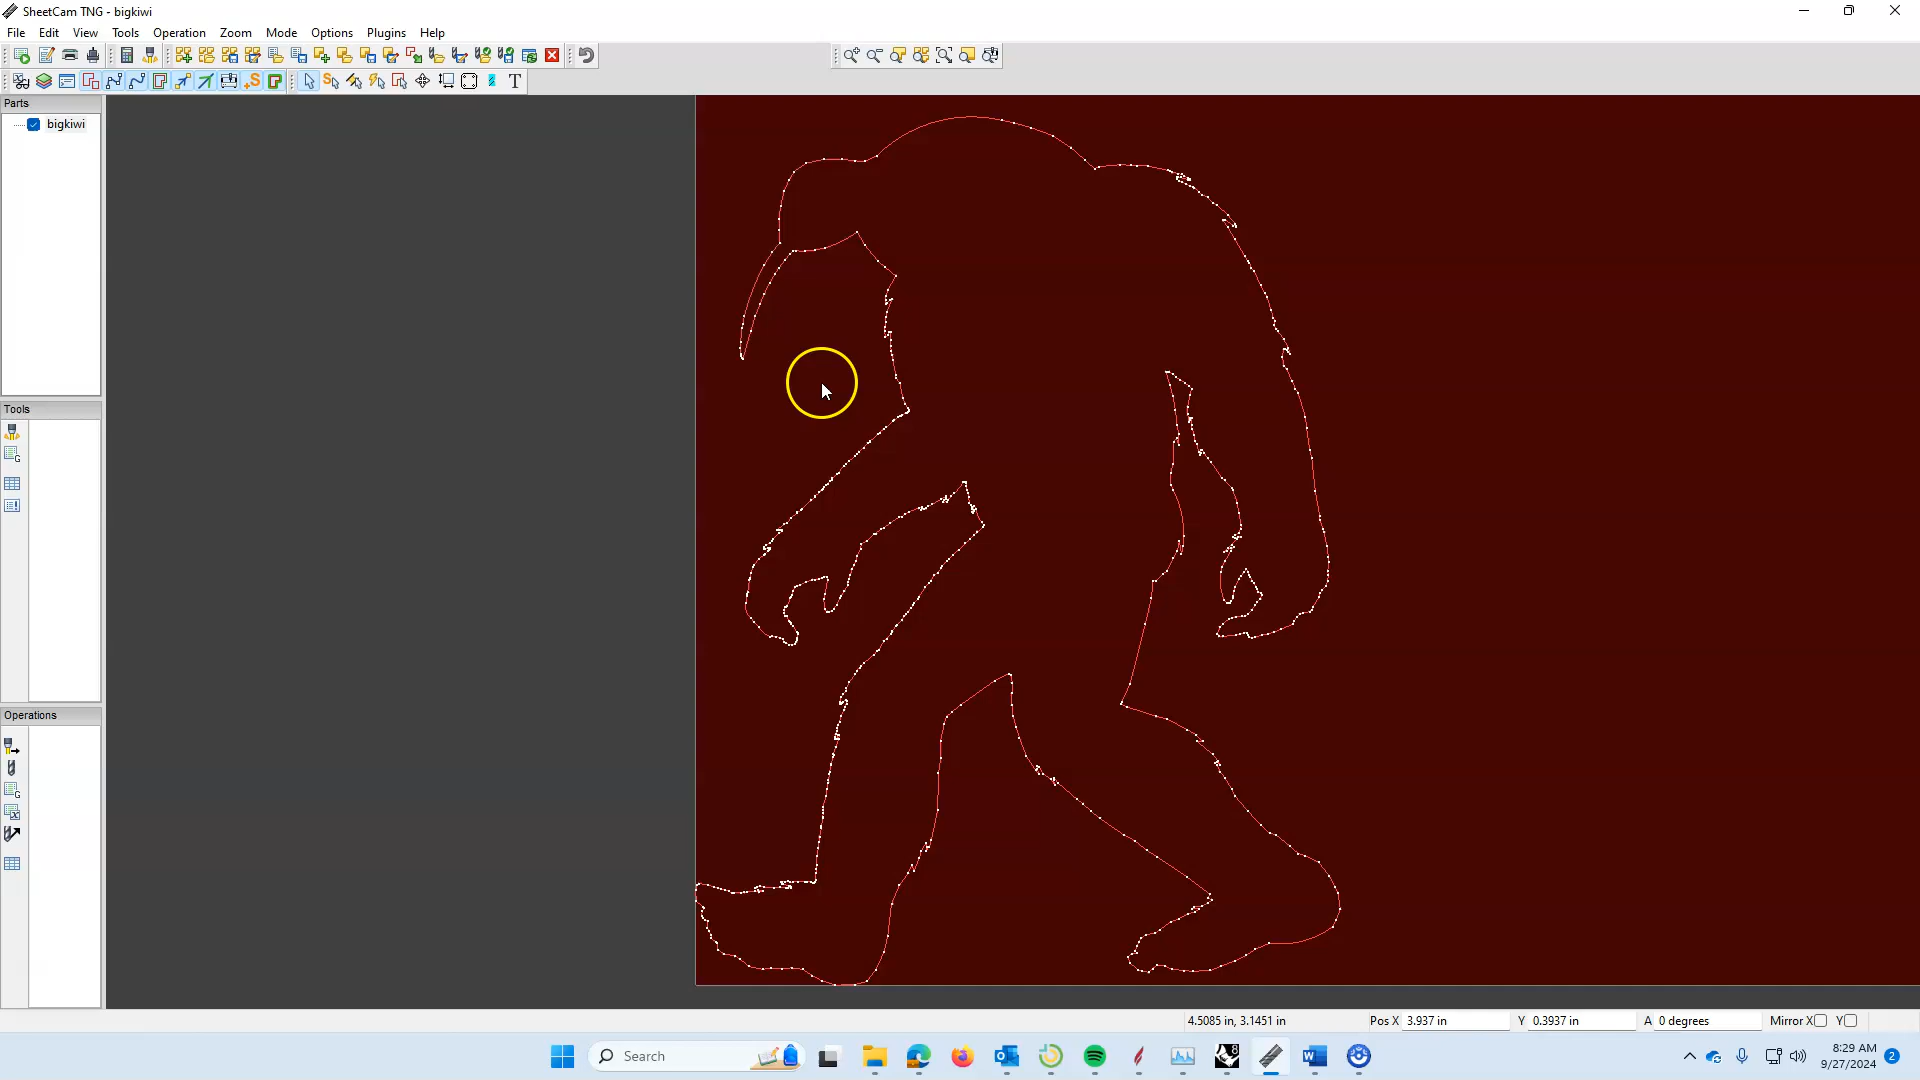 SheetCam TNG - bigkiwi
File Edit View Tools Operation Zoom Mode Options Plugins Help
Parts
bigkiwi
Tools
Operations
4.5085 in, 3.1451 in Pos X 3.937 in Y 0.3937 in A 0 degrees Mirror X Y
Search
8:29 AM
9/27/2024
2